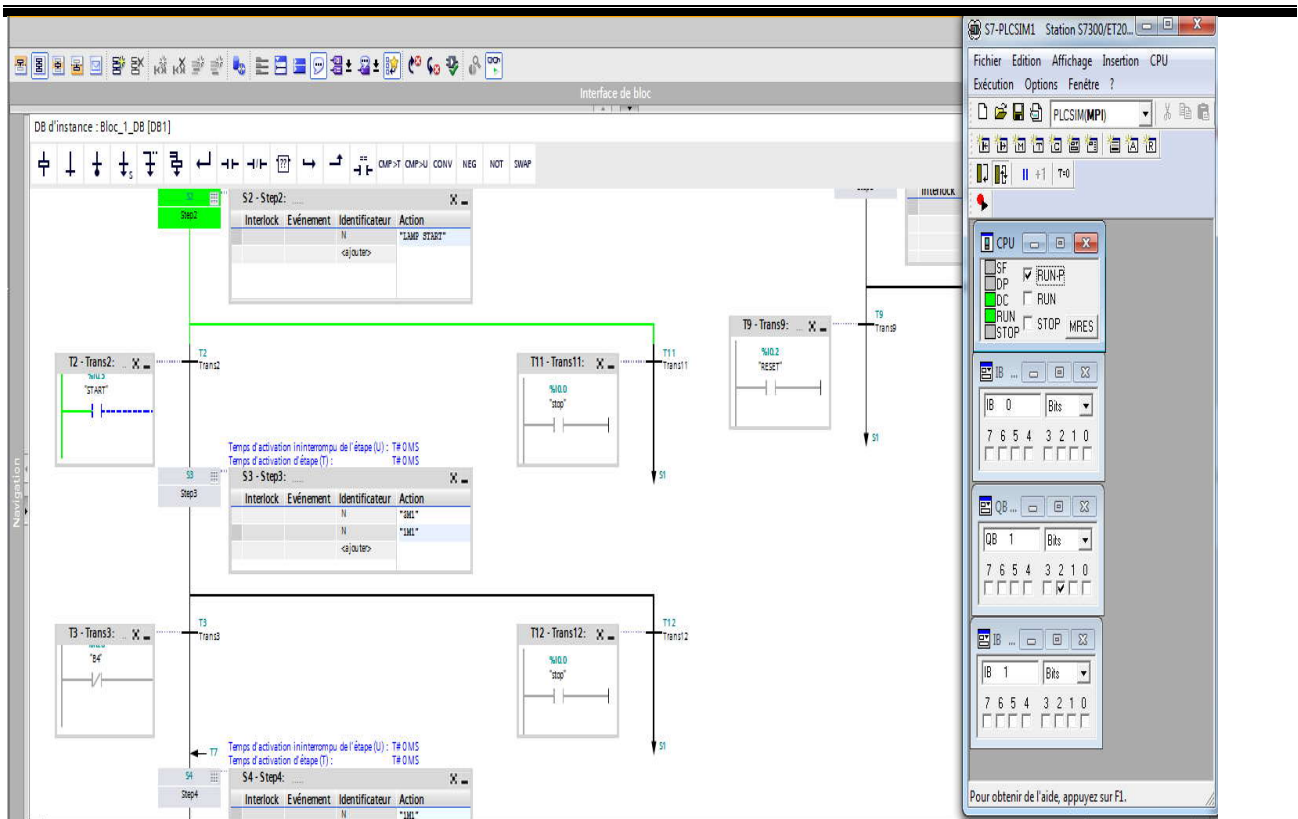 S7-PLCSIM1 Station S7300/ET20...
Fichier Edition Affichage Insertion CPU
Exécution Options Fenêtre ?
PLCSIM(MPI)
+1 T=0
Interface de bloc
DB d'instance : Bloc_1_DB [DB1]
CMP>T CMP>U CONV NEG NOT SWAP
S2
Step2
S2 - Step2: .....
Interlock Evénement Identificateur Action
N "LAMP START"
<ajouter>
Interlock
T2 - Trans2: ...
"START"
T2
Trans2
T11 - Trans11:
%I0.0
"stop"
T11
Trans11
S1
T9 - Trans9: ...
%I0.2
"RESET"
T9
Trans9
S1
Temps d'activation ininterrompu de l'étape (U) : T#0MS
Temps d'activation d'étape (T) : T#0MS
S3
Step3
S3 - Step3: .....
Interlock Evénement Identificateur Action
N "2M1"
N "1M1"
<ajouter>
T3 - Trans3: ...
"B4"
T3
Trans3
T12 - Trans12:
%I0.0
"stop"
T12
Trans12
S1
T7
Temps d'activation ininterrompu de l'étape (U) : T#0MS
Temps d'activation d'étape (T) : T#0MS
S4
Step4
S4 - Step4: .....
Interlock Evénement Identificateur Action
N "1M1"
Navigation
CPU
SF
DP
DC
RUN
STOP
RUN-P
RUN
STOP
MRES
IB ...
IB 0 Bits
7 6 5 4 3 2 1 0
QB ...
QB 1 Bits
7 6 5 4 3 2 1 0
IB ...
IB 1 Bits
7 6 5 4 3 2 1 0
Pour obtenir de l'aide, appuyez sur F1.